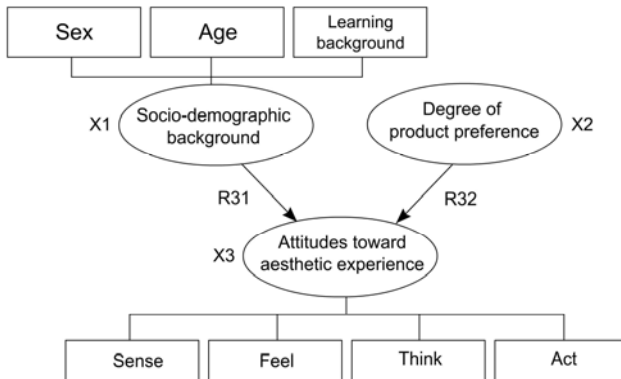 Sex
Age
Learning
background
X1
Socio-demographic
background
Degree of
product preference
X2
R31
R32
X3
Attitudes toward
aesthetic experience
Sense
Feel
Think
Act